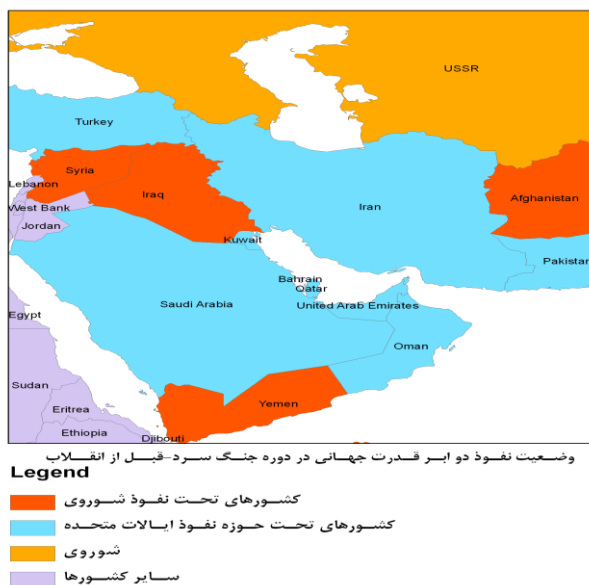 USSR
Turkey
Syria
Lebanon
Iraq
Iran
Afghanistan
West Bank
Jordan
Kuwait
Pakistan
Bahrain
Qatar
Saudi Arabia
United Arab Emirates
Egypt
Oman
Sudan
Yemen
Eritrea
Ethiopia
Djibouti
وضعیت نفوذ دو ابر قدرت جهانی در دوره جنگ سرد-قبل از انقلاب
Legend
کشورهای تحت نفوذ شوروی
کشورهای تحت حوزه نفوذ ایالات متحده
شوروی
سایر کشورها